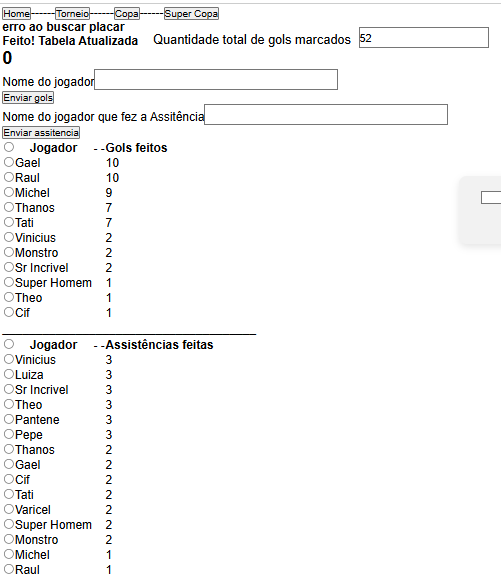 Home------Torneio------Copa------Super Copa
erro ao buscar placar
Feito! Tabela Atualizada Quantidade total de gols marcados 52
0
Nome do jogador
Enviar gols
Nome do jogador que fez a Assitência
Enviar assitencia
Jogador - -Gols feitos
Gael 10
Raul 10
Michel 9
Thanos 7
Tati 7
Vinicius 2
Monstro 2
Sr Incrivel 2
Super Homem 1
Theo 1
Cif 1
Jogador - -Assistências feitas
Vinicius 3
Luiza 3
Sr Incrivel 3
Theo 3
Pantene 3
Pepe 3
Thanos 2
Gael 2
Cif 2
Tati 2
Varicel 2
Super Homem 2
Monstro 2
Michel 1
Raul 1